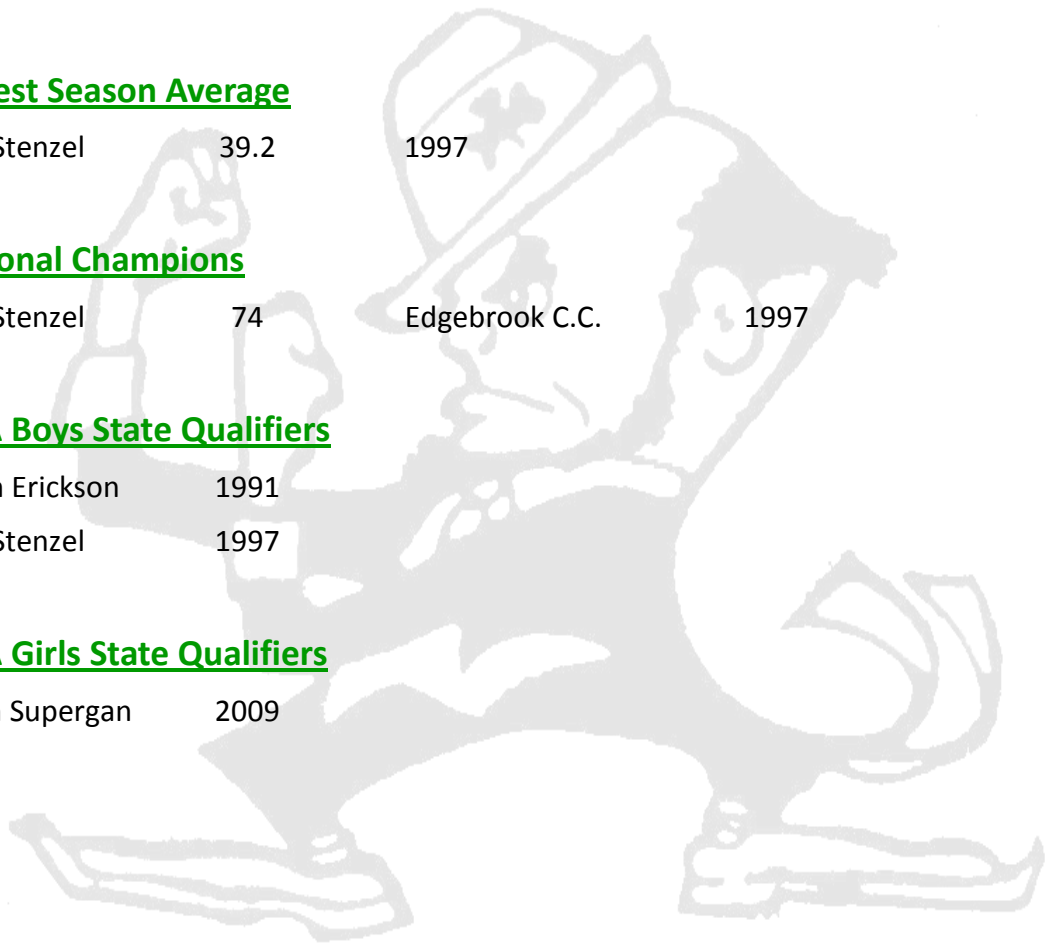 est Season Average
Stenzel 39.2 1997
onal Champions
Stenzel 74 Edgebrook C.C. 1997
Boys State Qualifiers
Erickson 1991
Stenzel 1997
Girls State Qualifiers
Supergan 2009